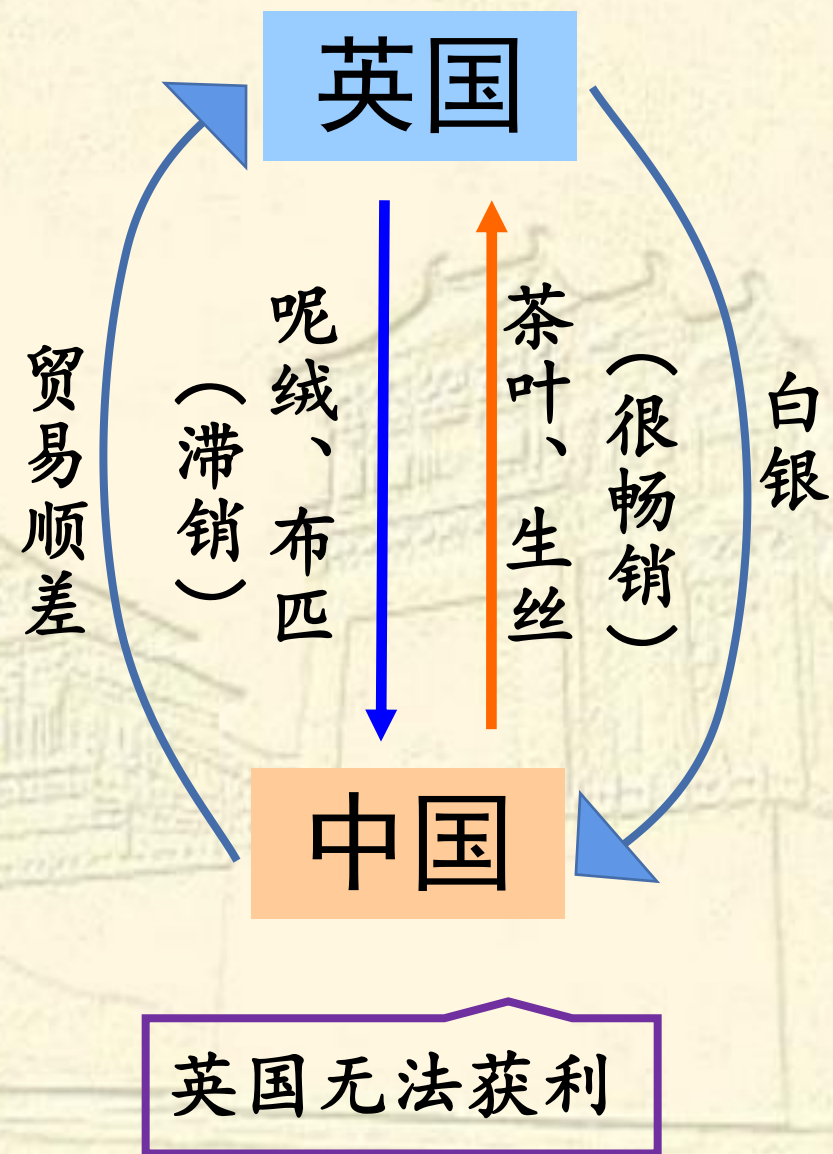 英国
贸易顺差
（滞销）
呢绒、布匹
茶叶、生丝
（很畅销）
白银
中国
英国无法获利